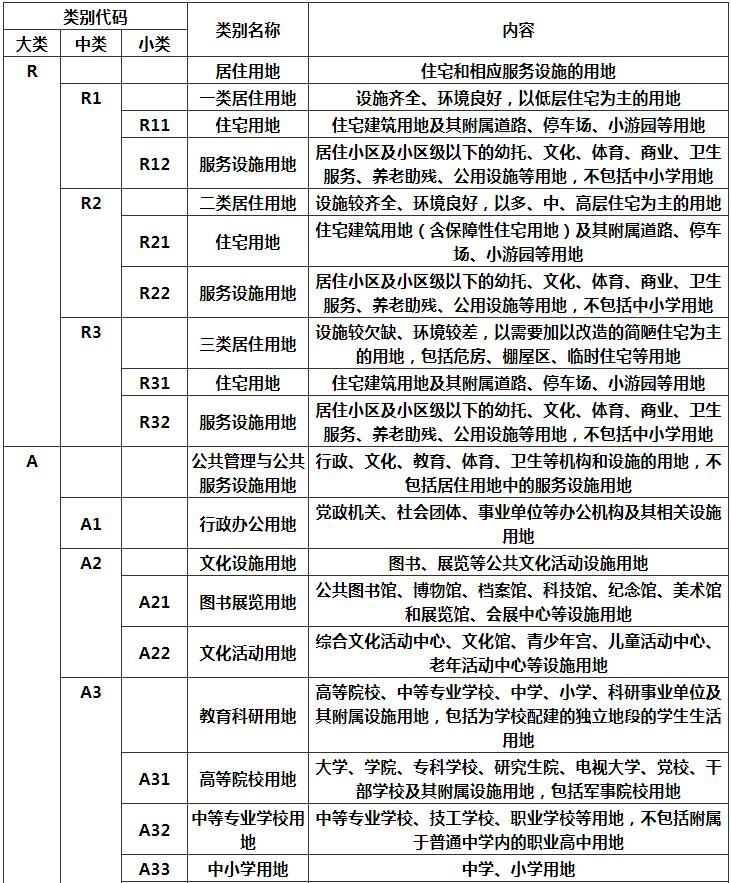 类别代码 类别名称 内容
大类 中类 小类
R 居住用地 住宅和相应服务设施的用地
R1 一类居住用地 设施齐全、环境良好，以低层住宅为主的用地
R11 住宅用地 住宅建筑用地及其附属道路、停车场、小游园等用地
R12 服务设施用地 居住小区及小区级以下的幼托、文化、体育、商业、卫生
服务、养老助残、公用设施等用地，不包括中小学用地
R2 二类居住用地 设施较齐全、环境良好，以多、中、高层住宅为主的用地
R21 住宅用地 住宅建筑用地（含保障性住宅用地）及其附属道路、停车
场、小游园等用地
R22 服务设施用地 居住小区及小区级以下的幼托、文化、体育、商业、卫生
服务、养老助残、公用设施等用地，不包括中小学用地
R3 三类居住用地 设施较欠缺、环境较差，以需要加以改造的简陋住宅为主
的用地，包括危房、棚屋区、临时住宅等用地
R31 住宅用地 住宅建筑用地及其附属道路、停车场、小游园等用地
R32 服务设施用地 居住小区及小区级以下的幼托、文化、体育、商业、卫生
服务、养老助残、公用设施等用地，不包括中小学用地
A 公共管理与公共 行政、文化、教育、体育、卫生等机构和设施的用地，不
服务设施用地 包括居住用地中的服务设施用地
A1 行政办公用地 党政机关、社会团体、事业单位等办公机构及其相关设施
用地
A2 文化设施用地 图书、展览等公共文化活动设施用地
A21 图书展览用地 公共图书馆、博物馆、档案馆、科技馆、纪念馆、美术馆
和展览馆、会展中心等设施用地
A22 文化活动用地 综合文化活动中心、文化馆、青少年宫、儿童活动中心、
老年活动中心等设施用地
A3 教育科研用地 高等院校、中等专业学校、中学、小学、科研事业单位及
其附属设施用地，包括为学校配建的独立地段的学生生活
用地
A31 高等院校用地 大学、学院、专科学校、研究生院、电视大学、党校、干
部学校及其附属设施用地，包括军事院校用地
A32 中等专业学校用 中等专业学校、技工学校、职业学校等用地，不包括附属
地 于普通中学内的职业高中用地
A33 中小学用地 中学、小学用地